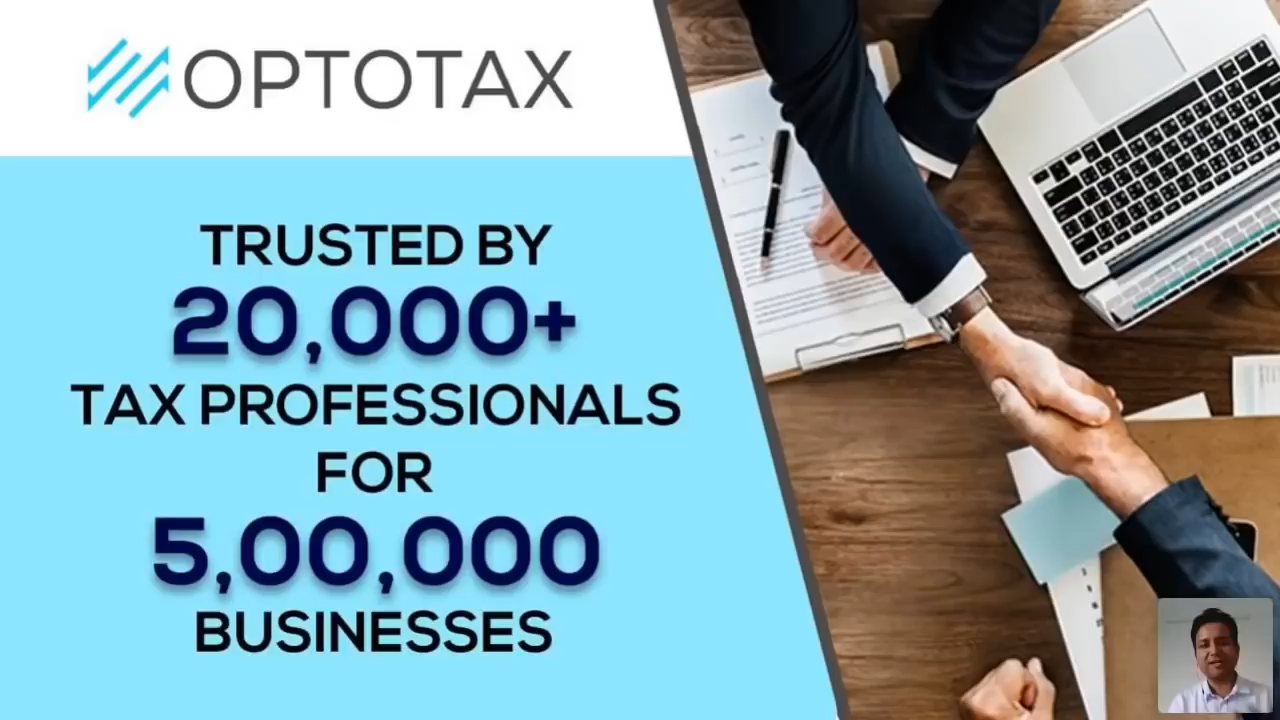 OPTOTAX
TRUSTED BY
20,000+
TAX PROFESSIONALS
FOR
5,00,000
BUSINESSES